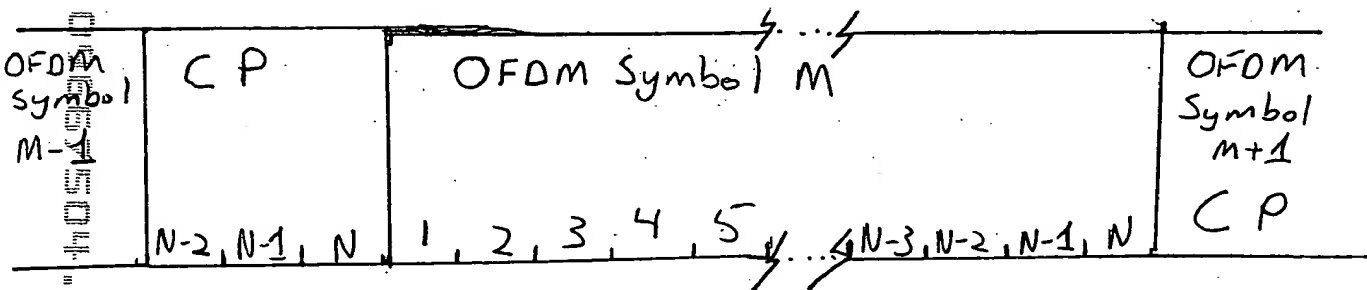 OFDM
Symbol
M-1
CP
OFDM Symbol M
OFDM
Symbol
m+1
CP
N-2 N-1 N 1 2 3 4 5 ... N-3 N-2 N-1 N